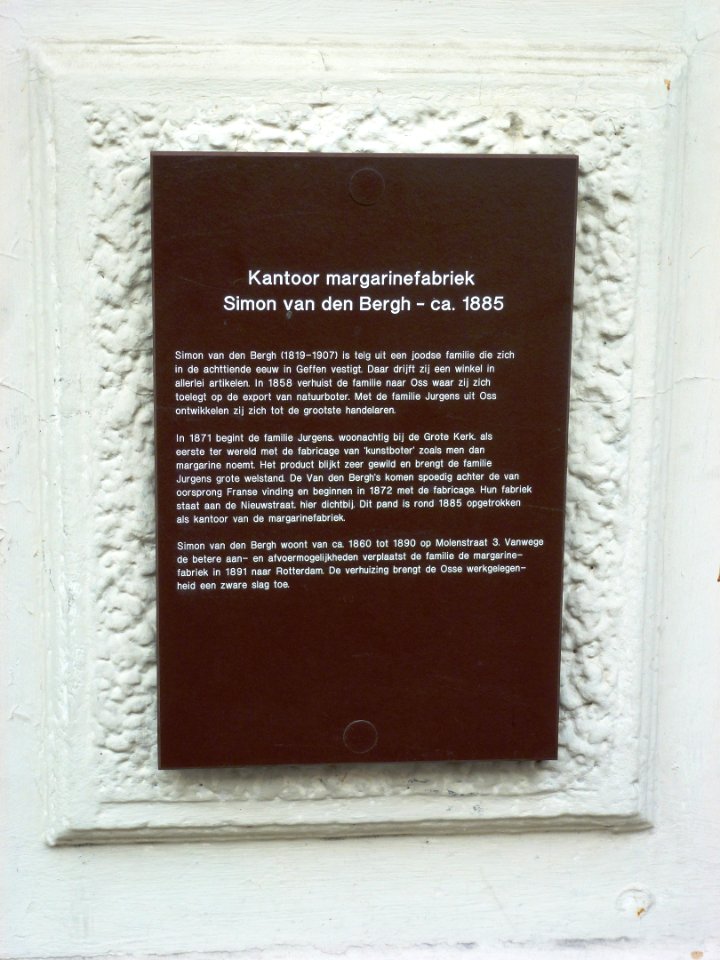 Kantoor margarinefabriek
Simon van den Bergh - ca. 1885
Simon van den Bergh (1819-1907) is telg uit een joodse familie die zich
in de achttiende eeuw in Geffen vestigt. Daar drijft zij een winkel in
allerlei artikelen. In 1858 verhuist de familie naar Oss waar zij zich
toelegt op de export van natuurboter. Met de familie Jurgens uit Oss
ontwikkelen zij zich tot de grootste handelaren.
In 1871 begint de familie Jurgens, woonachtig bij de Grote Kerk, als
eerste ter wereld met de fabricage van 'kunstboter' zoals men dan
margarine noemt. Het product blijkt zeer gewild en brengt de familie
Jurgens grote welstand. De Van den Bergh's komen spoedig achter de van
oorsprong Franse vinding en beginnen in 1872 met de fabricage. Hun fabriek
staat aan de Nieuwstraat, hier dichtbij. Dit pand is rond 1885 opgetrokken
als kantoor van de margarinefabriek.
Simon van den Bergh woont van ca. 1860 tot 1890 op Molenstraat 3. Vanwege
de betere aan- en afvoermogelijkheden verplaatst de familie de margarine-
fabriek in 1891 naar Rotterdam. De verhuizing brengt de Osse werkgelegen-
heid een zware slag toe.